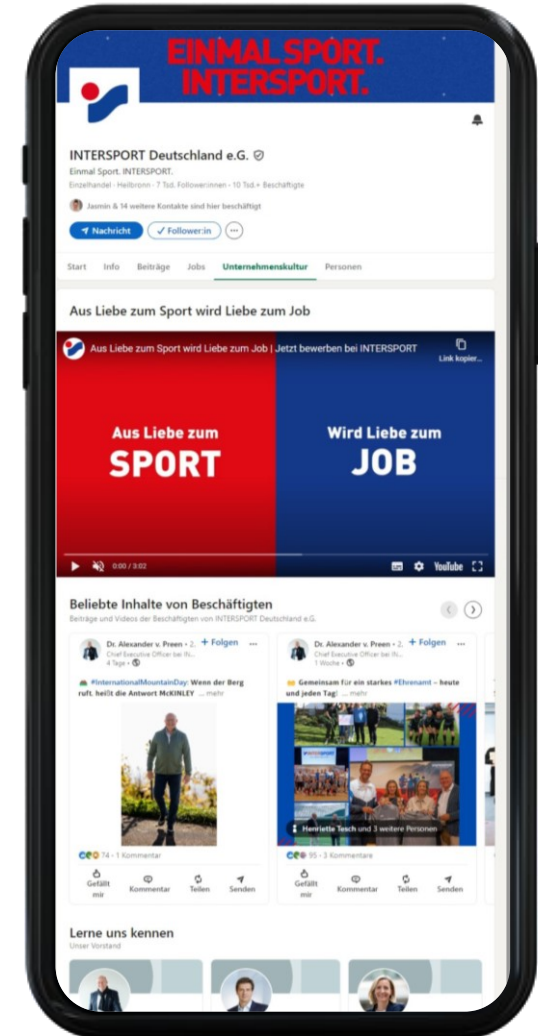 EINMAL SPORT.
INTERSPORT.
INTERSPORT Deutschland e.G.
Einmal Sport. INTERSPORT.
Einzelhandel · Heilbronn · 7 Tsd. Follower:innen · 10 Tsd.+ Beschäftigte
Jasmin & 14 weitere Kontakte sind hier beschäftigt
Nachricht Follower:in
Start Info Beiträge Jobs Unternehmenskultur Personen
Aus Liebe zum Sport wird Liebe zum Job
Aus Liebe zum Sport wird Liebe zum Job | Jetzt bewerben bei INTERSPORT
Link kopier...
Aus Liebe zum
SPORT
Wird Liebe zum
JOB
0:00 / 3:02 YouTube
Beliebte Inhalte von Beschäftigten
Beiträge und Videos der Beschäftigten von INTERSPORT Deutschland e.G.
Dr. Alexander v. Preen • 2. + Folgen ...
Chief Executive Officer bei IN...
4 Tage •
#InternationalMountainDay: Wenn der Berg
ruft, heißt die Antwort McKINLEY ... mehr
74 · 1 Kommentar
Gefällt mir Kommentar Teilen Senden
Dr. Alexander v. Preen • 2. + Folgen ...
Chief Executive Officer bei IN...
1 Woche •
Gemeinsam für ein starkes #Ehrenamt – heute
und jeden Tag! ... mehr
Henriette Tesch und 3 weitere Personen
95 · 3 Kommentare
Gefällt mir Kommentar Teilen Senden
Lerne uns kennen
Unser Vorstand